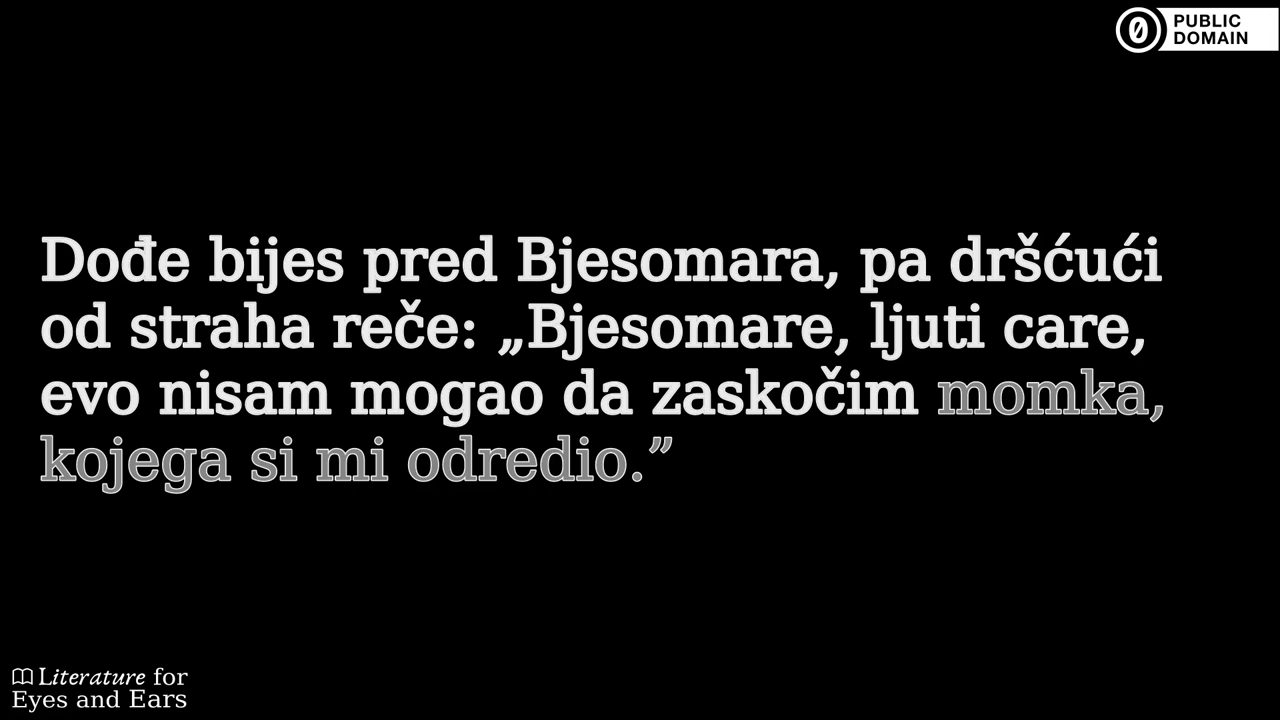 PUBLIC
DOMAIN
Dođe bijes pred Bjesomara, pa dršćući
od straha reče: „Bjesomare, ljuti care,
evo nisam mogao da zaskočim momka,
kojega si mi odredio.”
Literature for
Eyes and Ears